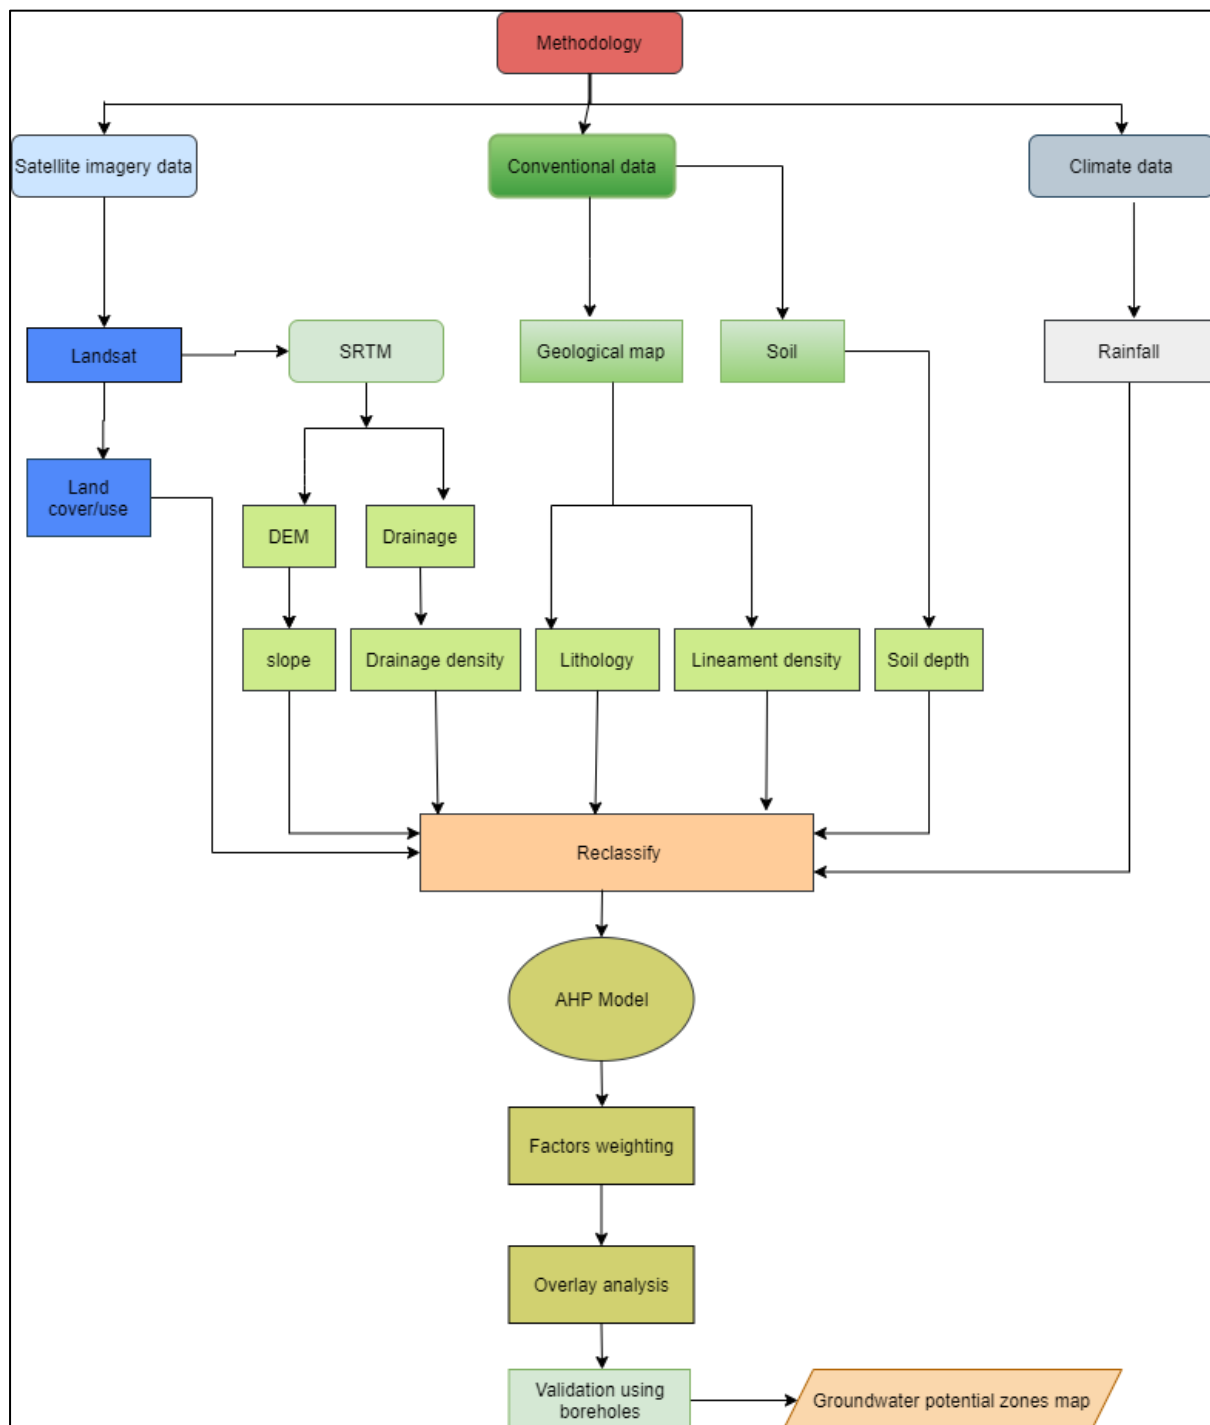 Methodology
Satellite imagery data
Conventional data
Climate data
Landsat
SRTM
Geological map
Soil
Rainfall
Land
cover/use
DEM
Drainage
slope
Drainage density
Lithology
Lineament density
Soil depth
Reclassify
AHP Model
Factors weighting
Overlay analysis
Validation using
boreholes
Groundwater potential zones map